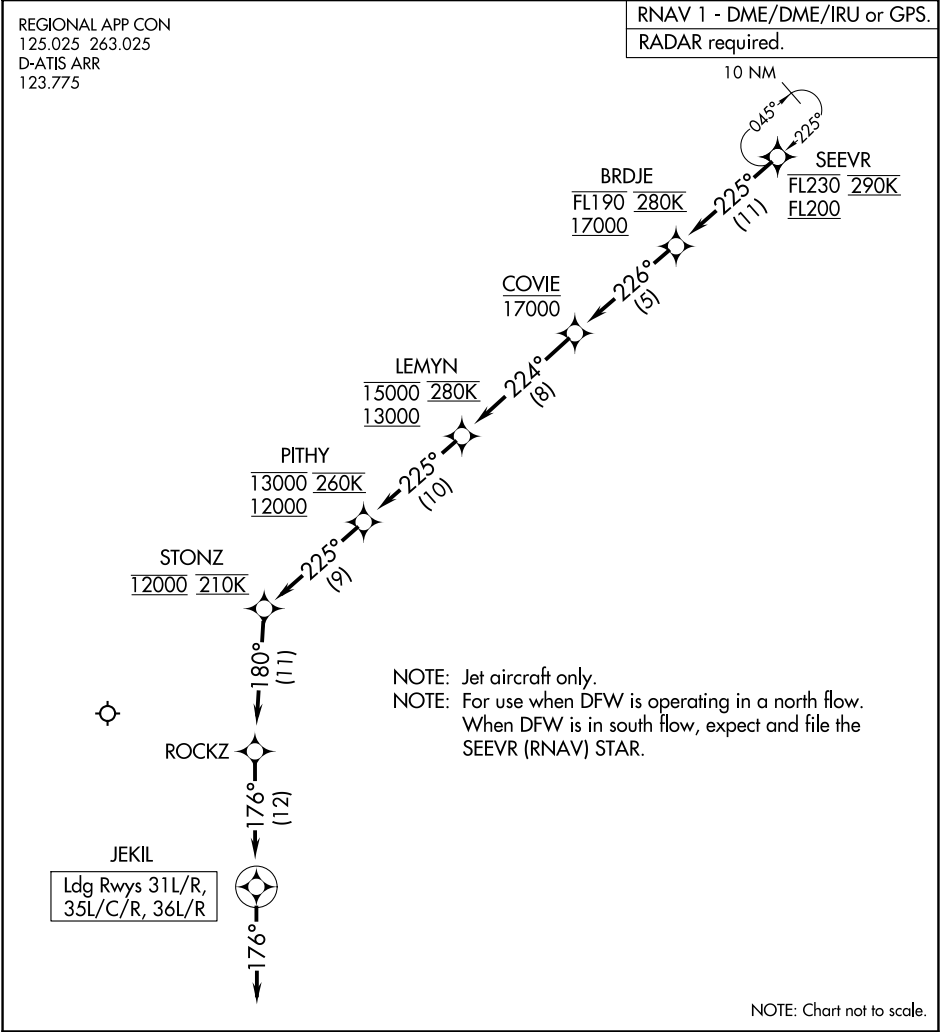 REGIONAL APP CON
125.025 263.025
D-ATIS ARR
123.775
RNAV 1 - DME/DME/IRU or GPS.
RADAR required.
10 NM
045°
225°
SEEVR
FL230 290K
FL200
225°
(11)
BRDJE
FL190 280K
17000
226°
(5)
COVIE
17000
224°
(8)
LEMYN
15000 280K
13000
225°
(10)
PITHY
13000 260K
12000
225°
(9)
STONZ
12000 210K
180°
(11)
NOTE: Jet aircraft only.
NOTE: For use when DFW is operating in a north flow.
When DFW is in south flow, expect and file the
SEEVR (RNAV) STAR.
ROCKZ
176°
(12)
JEKIL
Ldg Rwys 31L/R,
35L/C/R, 36L/R
176°
NOTE: Chart not to scale.